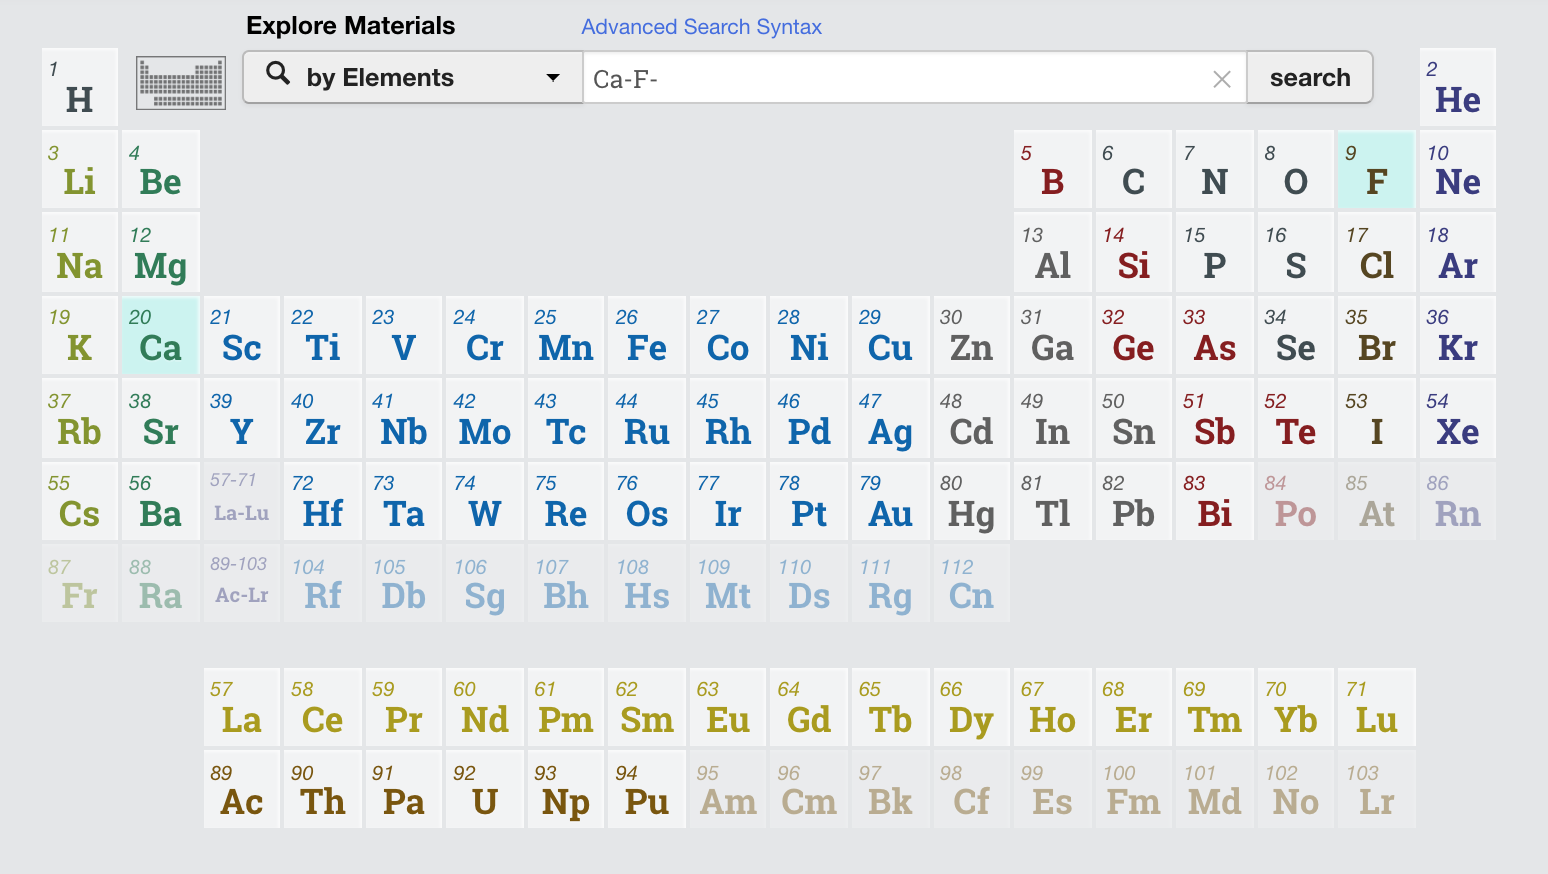 Explore Materials Advanced Search Syntax
by Elements Ca-F- search
1 2
H He
3 4 5 6 7 8 9 10
Li Be B C N O F Ne
11 12 13 14 15 16 17 18
Na Mg Al Si P S Cl Ar
19 20 21 22 23 24 25 26 27 28 29 30 31 32 33 34 35 36
K Ca Sc Ti V Cr Mn Fe Co Ni Cu Zn Ga Ge As Se Br Kr
37 38 39 40 41 42 43 44 45 46 47 48 49 50 51 52 53 54
Rb Sr Y Zr Nb Mo Tc Ru Rh Pd Ag Cd In Sn Sb Te I Xe
55 56 57-71 72 73 74 75 76 77 78 79 80 81 82 83 84 85 86
Cs Ba La-Lu Hf Ta W Re Os Ir Pt Au Hg Tl Pb Bi Po At Rn
87 88 89-103 104 105 106 107 108 109 110 111 112
Fr Ra Ac-Lr Rf Db Sg Bh Hs Mt Ds Rg Cn
57 58 59 60 61 62 63 64 65 66 67 68 69 70 71
La Ce Pr Nd Pm Sm Eu Gd Tb Dy Ho Er Tm Yb Lu
89 90 91 92 93 94 95 96 97 98 99 100 101 102 103
Ac Th Pa U Np Pu Am Cm Bk Cf Es Fm Md No Lr